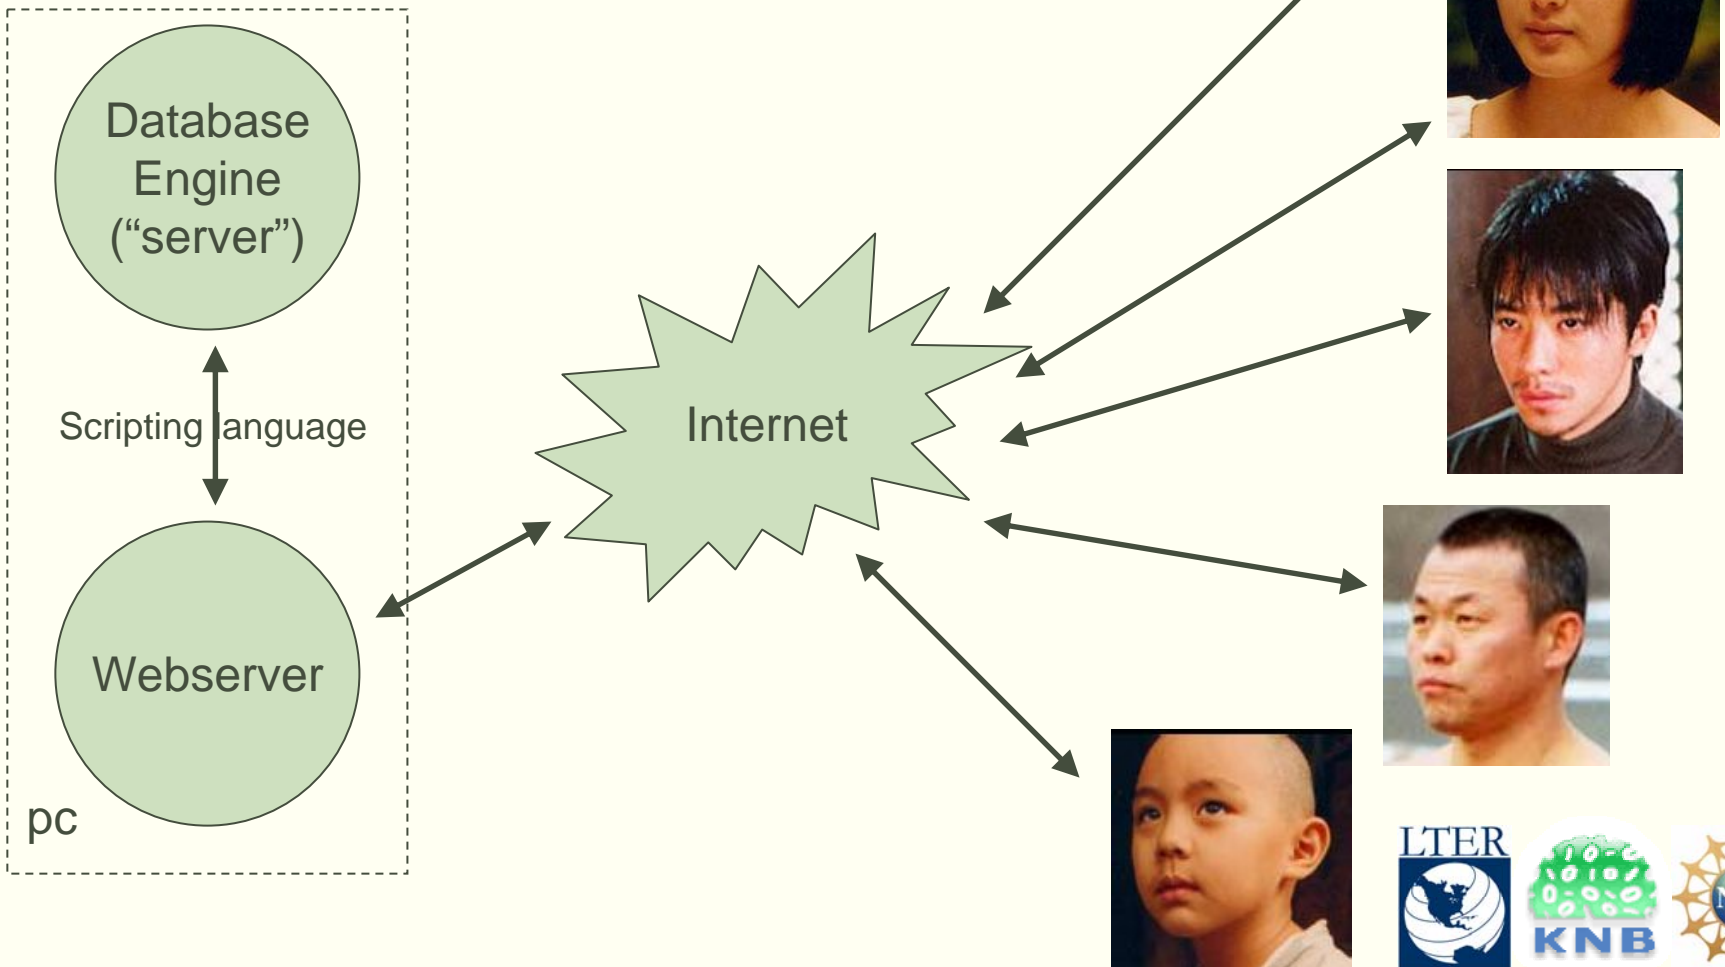 Database
Engine
(“server”)
Scripting language
Webserver
pc
Internet
LTER
KNB